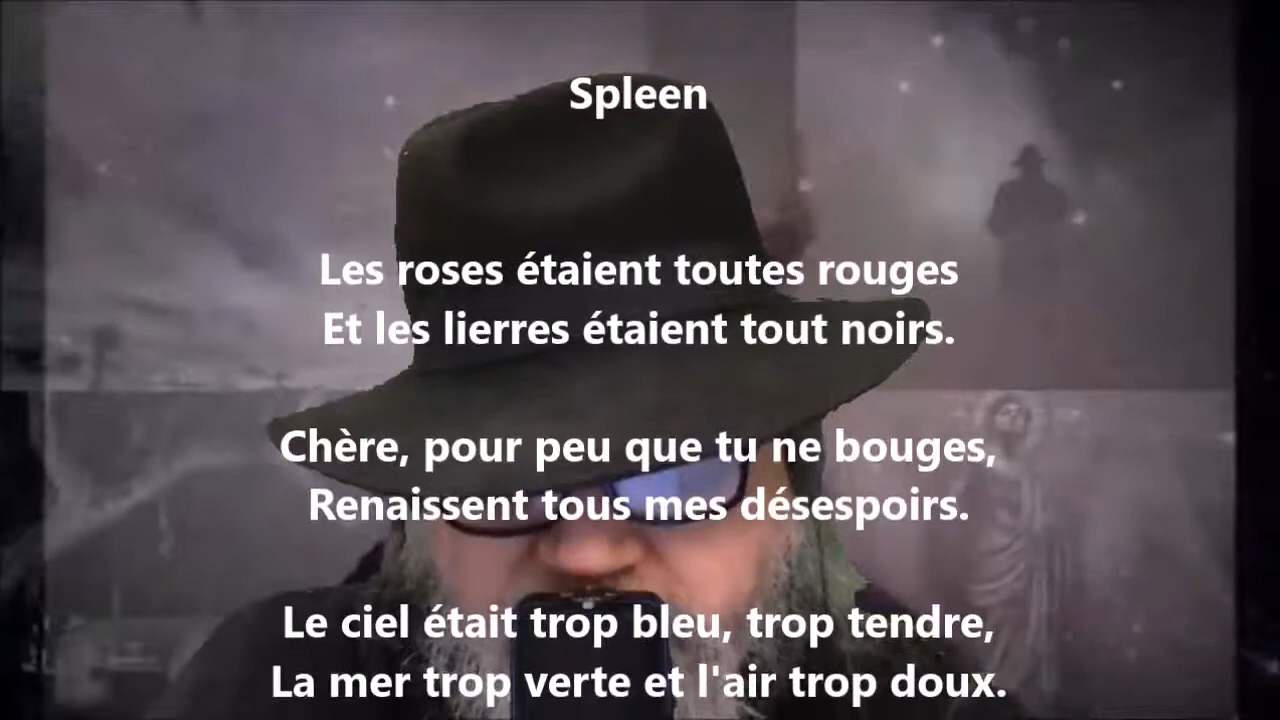 Spleen
Les roses étaient toutes rouges
Et les lierres étaient tout noirs.
Chère, pour peu que tu ne bouges,
Renaissent tous mes désespoirs.
Le ciel était trop bleu, trop tendre,
La mer trop verte et l'air trop doux.